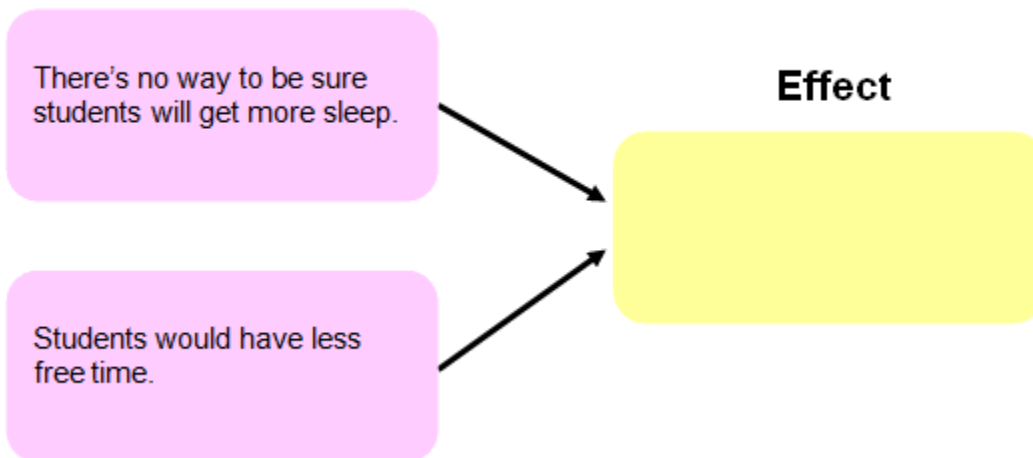 There’s no way to be sure
students will get more sleep.
Effect
Students would have less
free time.